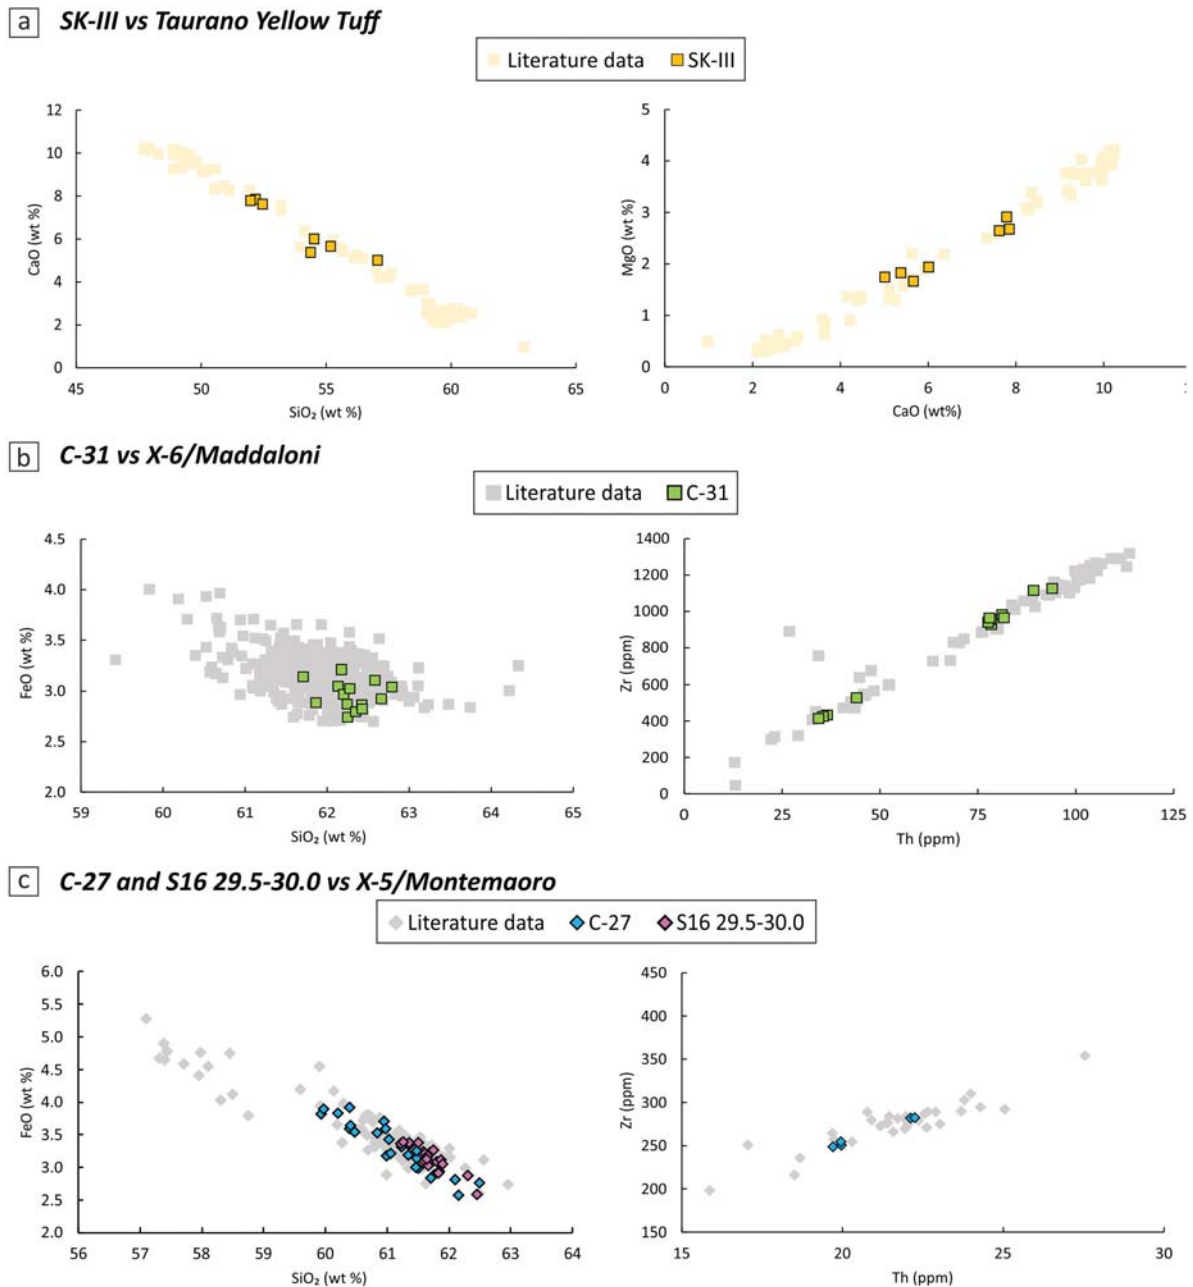 a SK-III vs Taurano Yellow Tuff
Literature data SK-III
CaO (wt %)
12
10
8
6
4
2
0
45 50 55 60 65
SiO₂ (wt %)
MgO (wt %)
5
4
3
2
1
0
0 2 4 6 8 10 1
CaO (wt%)
b C-31 vs X-6/Maddaloni
Literature data C-31
FeO (wt %)
4.5
4.0
3.5
3.0
2.5
2.0
59 60 61 62 63 64 65
SiO₂ (wt %)
Zr (ppm)
1400
1200
1000
800
600
400
200
0
0 25 50 75 100 125
Th (ppm)
c C-27 and S16 29.5-30.0 vs X-5/Montemaoro
Literature data C-27 S16 29.5-30.0
FeO (wt %)
6.0
5.5
5.0
4.5
4.0
3.5
3.0
2.5
2.0
56 57 58 59 60 61 62 63 64
SiO₂ (wt %)
Zr (ppm)
450
400
350
300
250
200
150
15 20 25 30
Th (ppm)